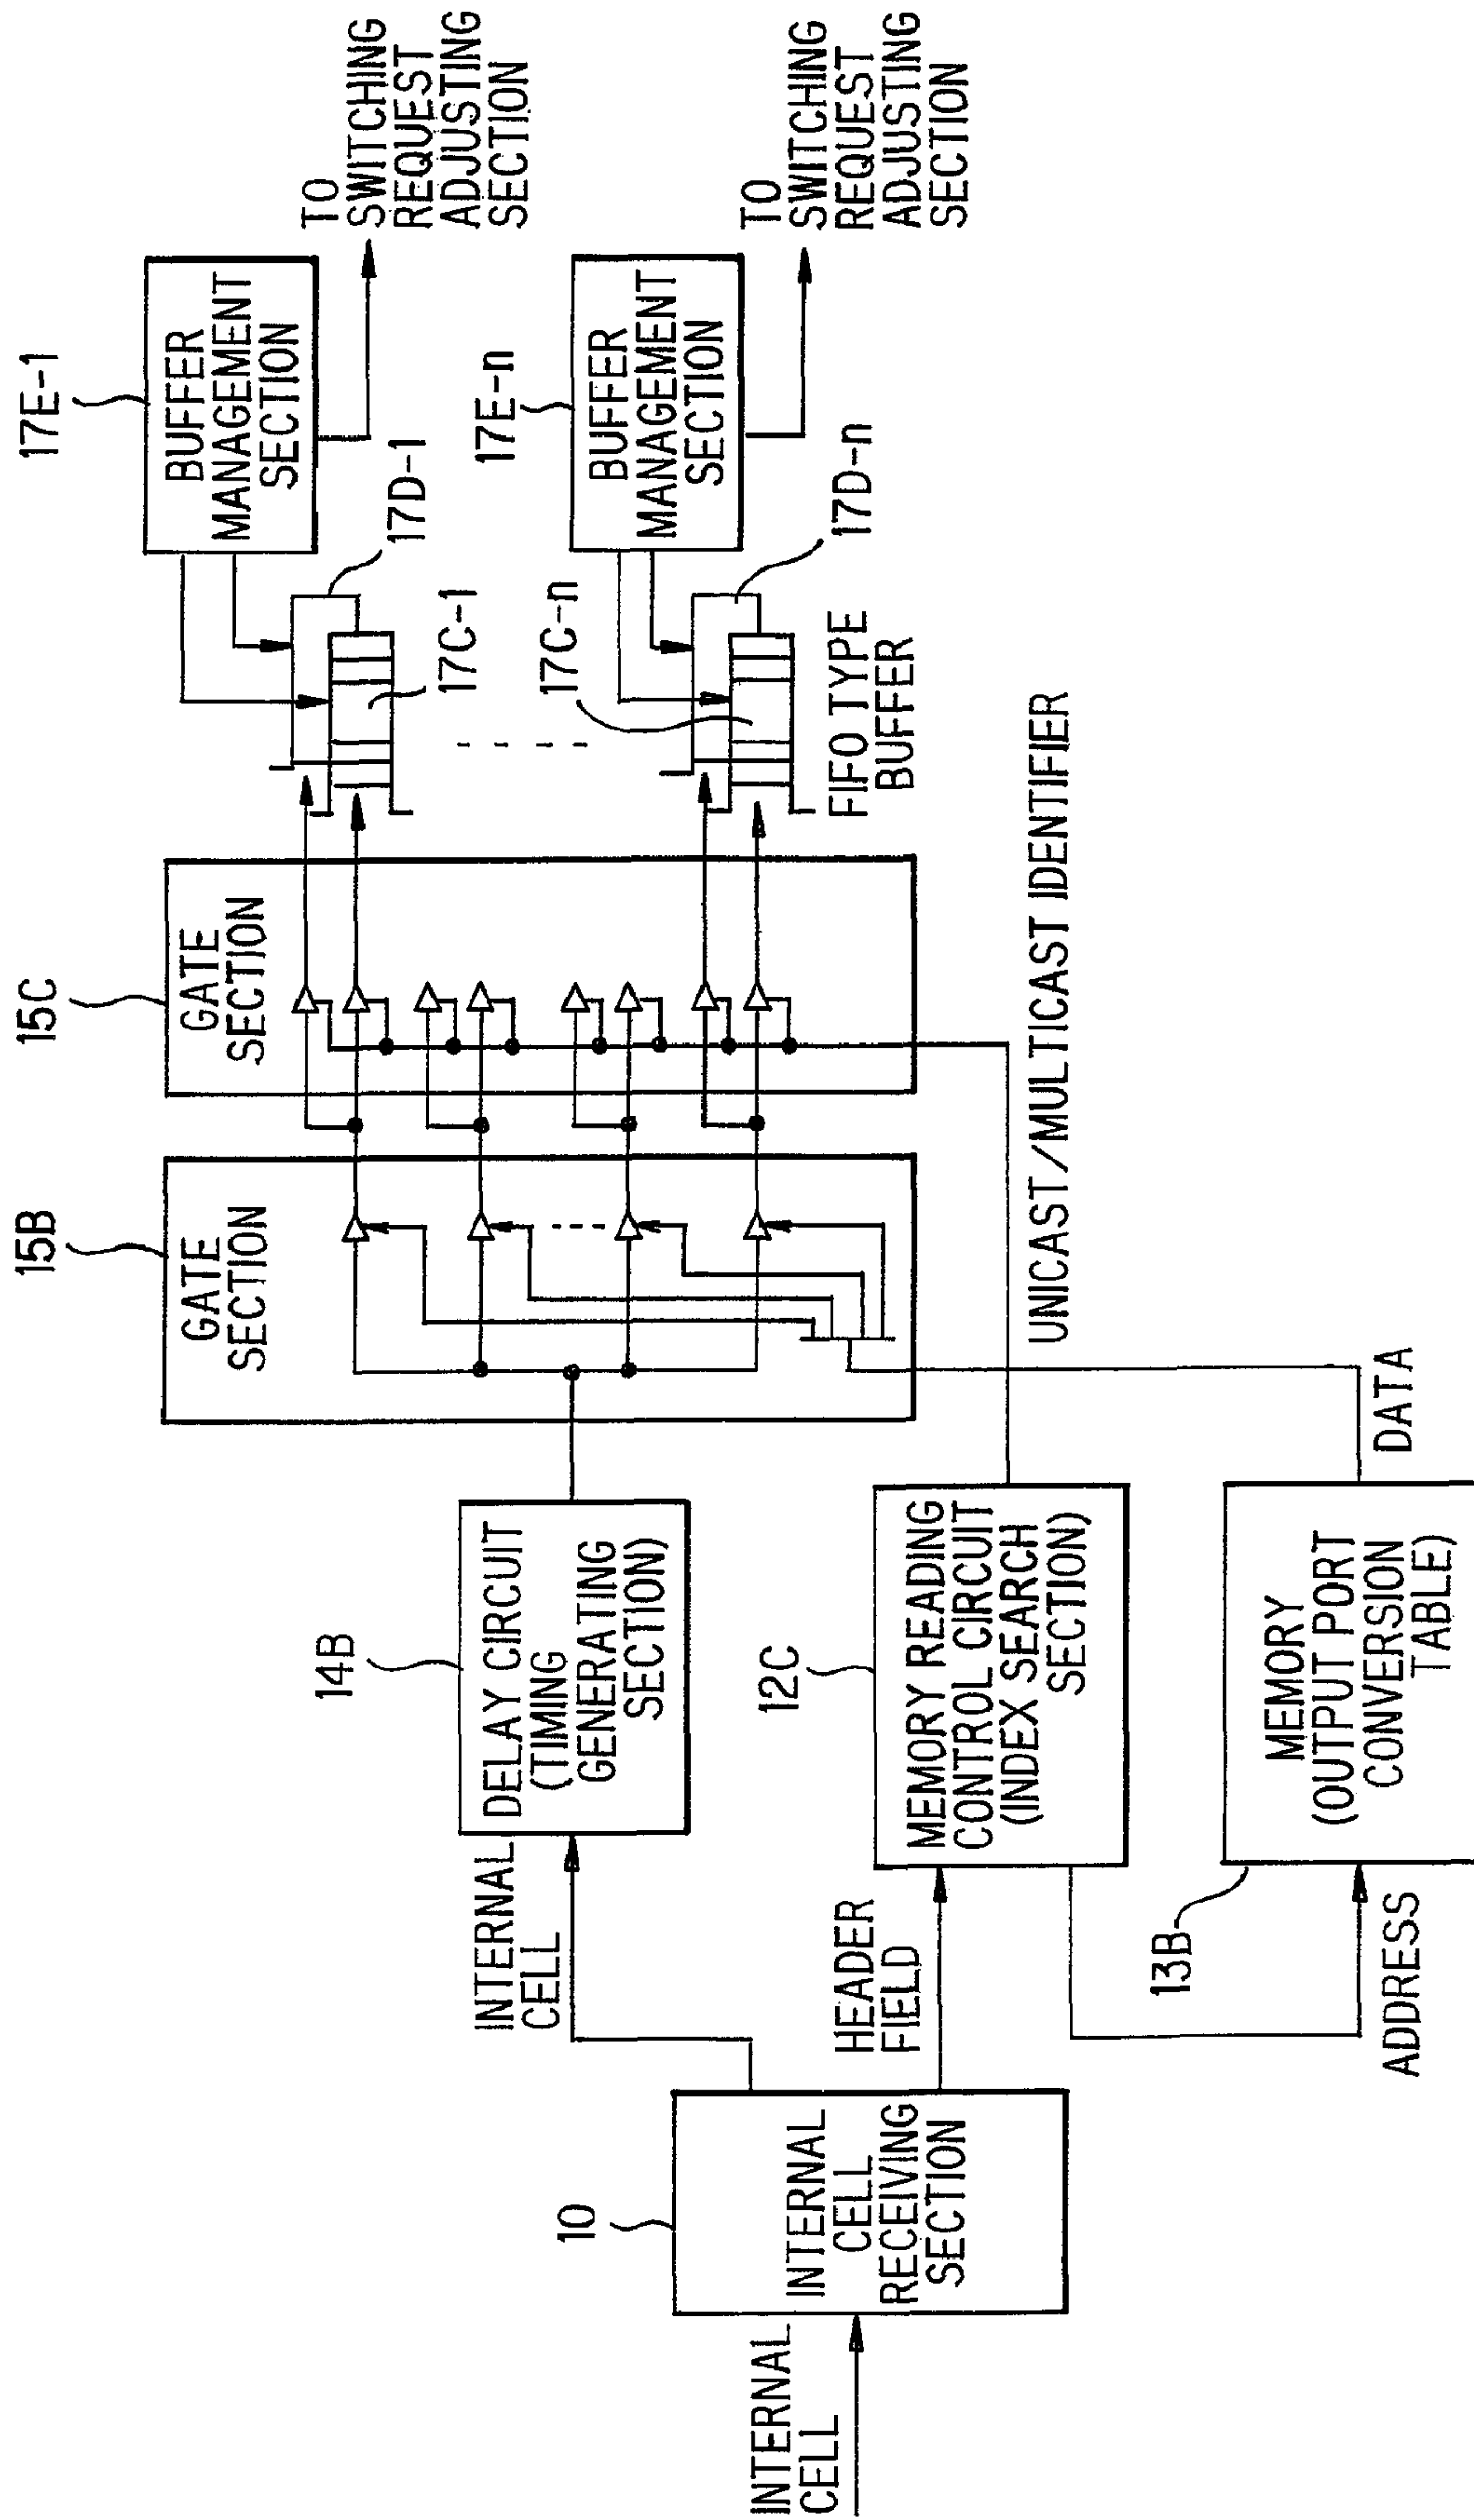 INTERNAL
CELL
10
INTERNAL
CELL
RECEIVING
SECTION
INTERNAL
CELL
HEADER
FIELD
14B
DELAY CIRCUIT
(TIMING
GENERATING
SECTION)
12C
MEMORY READING
CONTROL CIRCUIT
(INDEX SEARCH
SECTION)
ADDRESS
13B
MEMORY
(OUTPUT PORT
CONVERSION
TABLE)
DATA
15B
GATE
SECTION
15C
GATE
SECTION
UNICAST/MULTICAST IDENTIFIER
17C-1
17D-1
17C-n
17D-n
FIFO TYPE
BUFFER
17E-1
BUFFER
MANAGEMENT
SECTION
17E-n
BUFFER
MANAGEMENT
SECTION
TO
SWITCHING
REQUEST
ADJUSTING
SECTION
TO
SWITCHING
REQUEST
ADJUSTING
SECTION